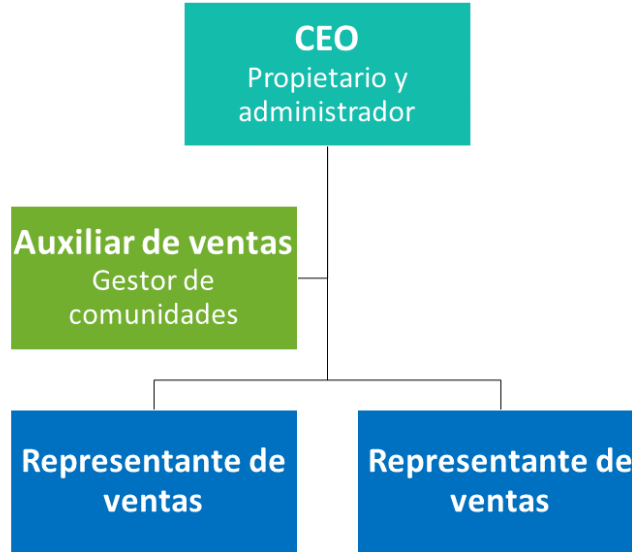 CEO
Propietario y
administrador
Auxiliar de ventas
Gestor de
comunidades
Representante de
ventas
Representante de
ventas